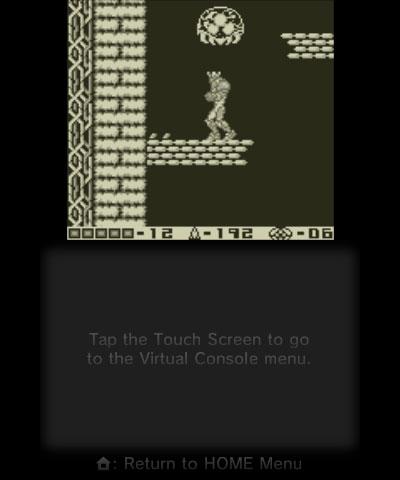 -12 -192 -06
Tap the Touch Screen to go
to the Virtual Console menu.
: Return to HOME Menu